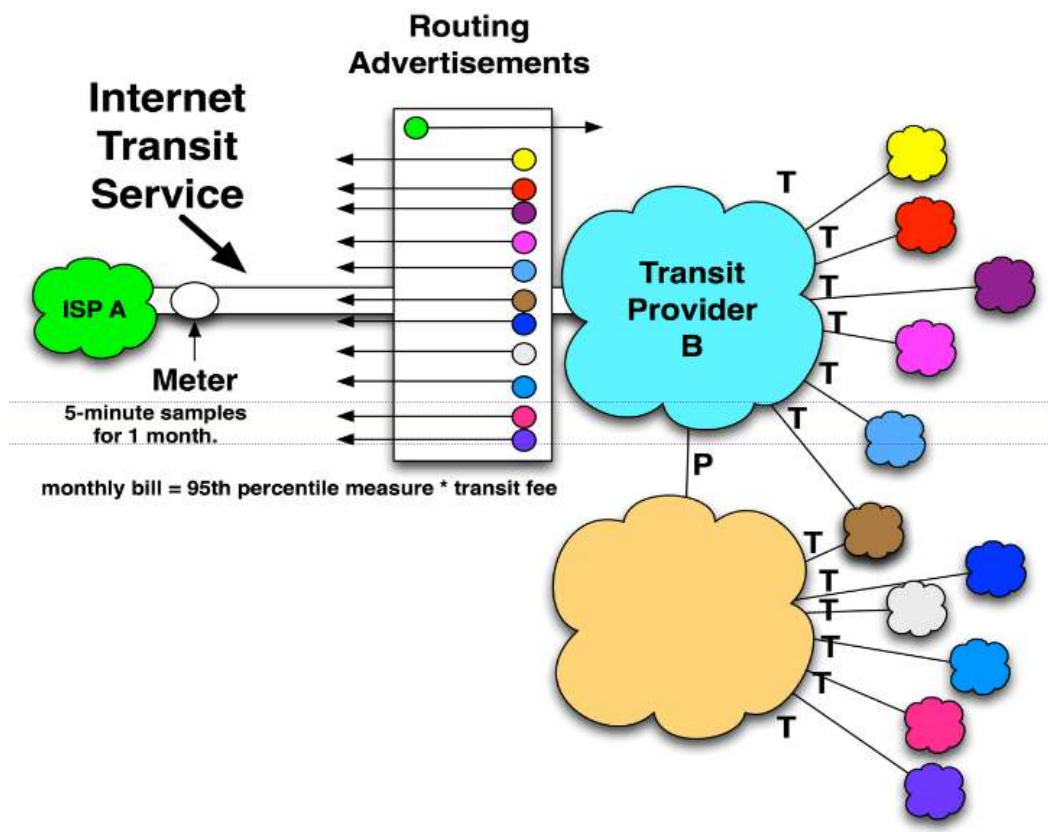 Routing
Advertisements
Internet
Transit
Service
ISP A
Meter
5-minute samples
for 1 month.
monthly bill = 95th percentile measure * transit fee
Transit
Provider
B
T
T
T
T
T
T
P
T
T
T
T
T
T